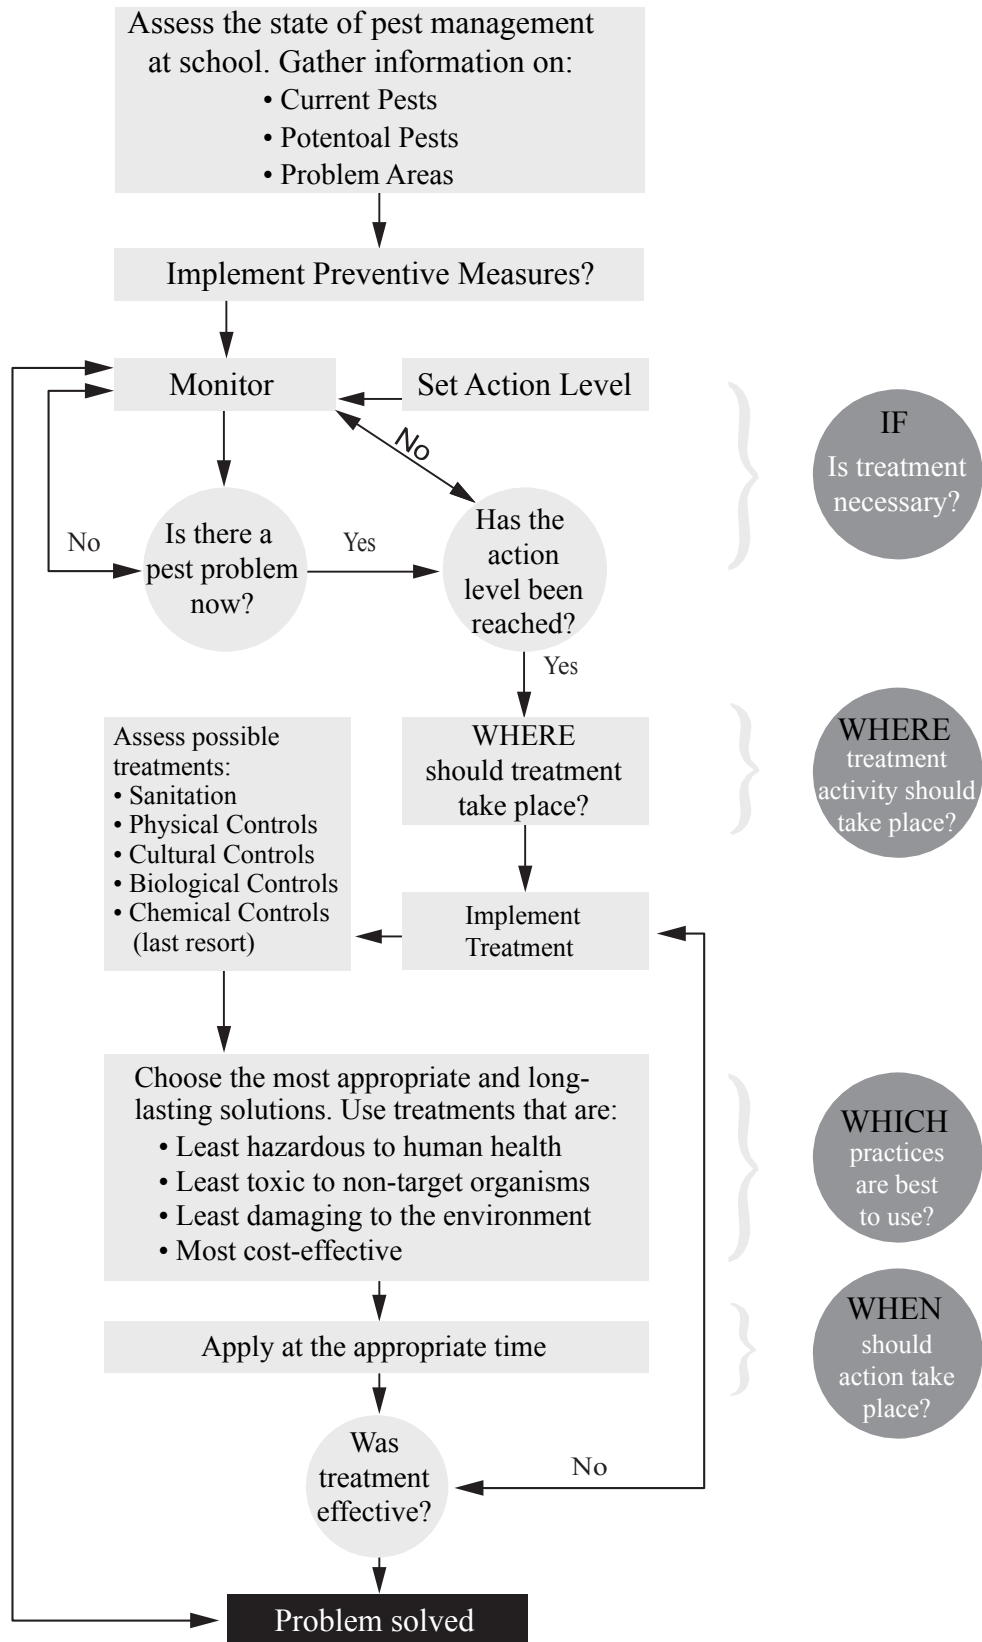 Assess the state of pest management
at school. Gather information on:
• Current Pests
• Potentoal Pests
• Problem Areas
Implement Preventive Measures?
Monitor
Set Action Level
No
IF
Is treatment
necessary?
No
Is there a
pest problem
now?
Yes
Has the
action
level been
reached?
Yes
Assess possible
treatments:
• Sanitation
• Physical Controls
• Cultural Controls
• Biological Controls
• Chemical Controls
(last resort)
WHERE
should treatment
take place?
WHERE
treatment
activity should
take place?
Implement
Treatment
Choose the most appropriate and long-
lasting solutions. Use treatments that are:
• Least hazardous to human health
• Least toxic to non-target organisms
• Least damaging to the environment
• Most cost-effective
WHICH
practices
are best
to use?
Apply at the appropriate time
WHEN
should
action take
place?
Was
treatment
effective?
No
Problem solved